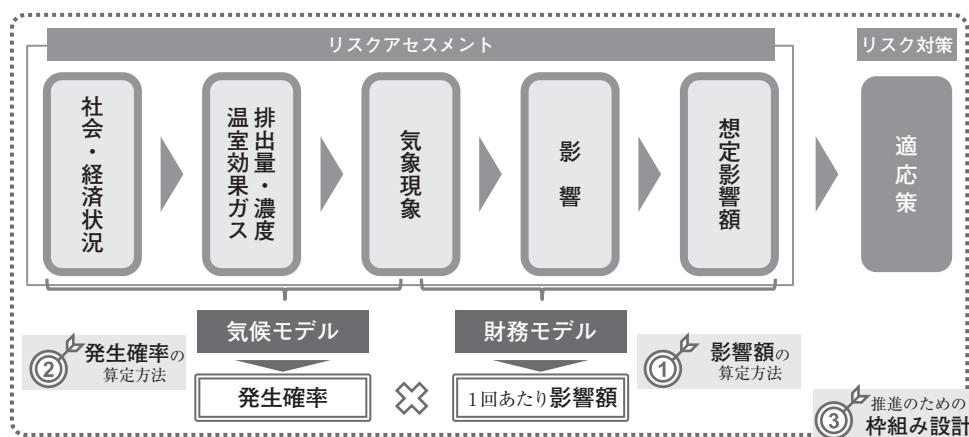 リスクアセスメント
リスク対策
社会・経済状況
排出量・濃度
温室効果ガス
気象現象
影響
想定影響額
適応策
気候モデル
財務モデル
②
発生確率の
算定方法
①
影響額の
算定方法
発生確率
1回あたり影響額
③
推進のための
枠組み設計